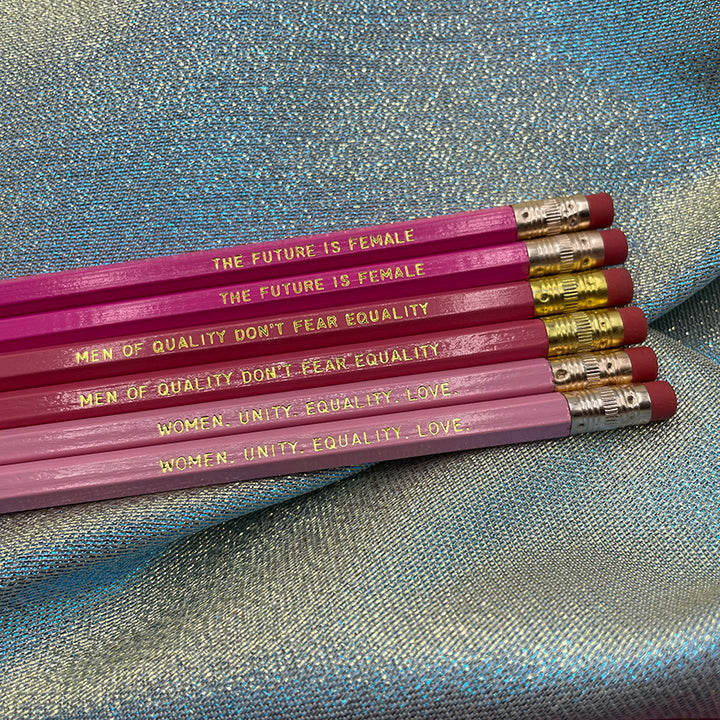 THE FUTURE IS FEMALE
THE FUTURE IS FEMALE
MEN OF QUALITY DON'T FEAR EQUALITY
MEN OF QUALITY DON'T FEAR EQUALITY
WOMEN. UNITY. EQUALITY. LOVE.
WOMEN. UNITY. EQUALITY. LOVE.